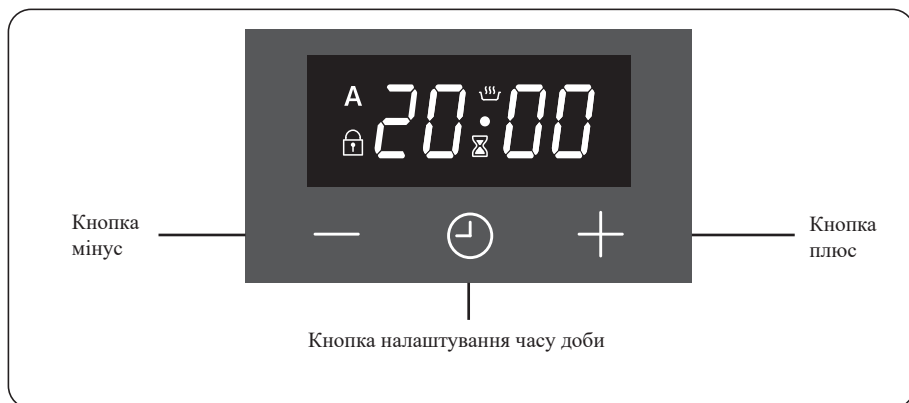 A
20:00
Кнопка
мінус
Кнопка
плюс
Кнопка налаштування часу доби